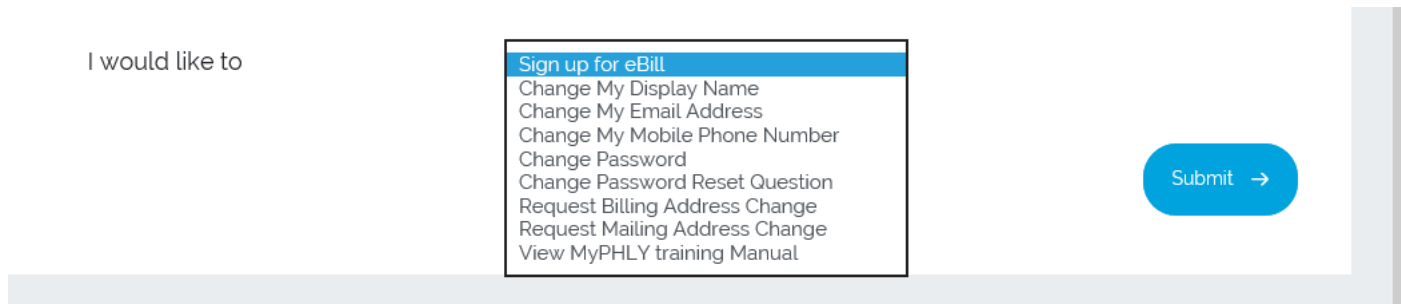 I would like to
Sign up for eBill
Change My Display Name
Change My Email Address
Change My Mobile Phone Number
Change Password
Change Password Reset Question
Request Billing Address Change
Request Mailing Address Change
View MyPHLY training Manual
Submit →